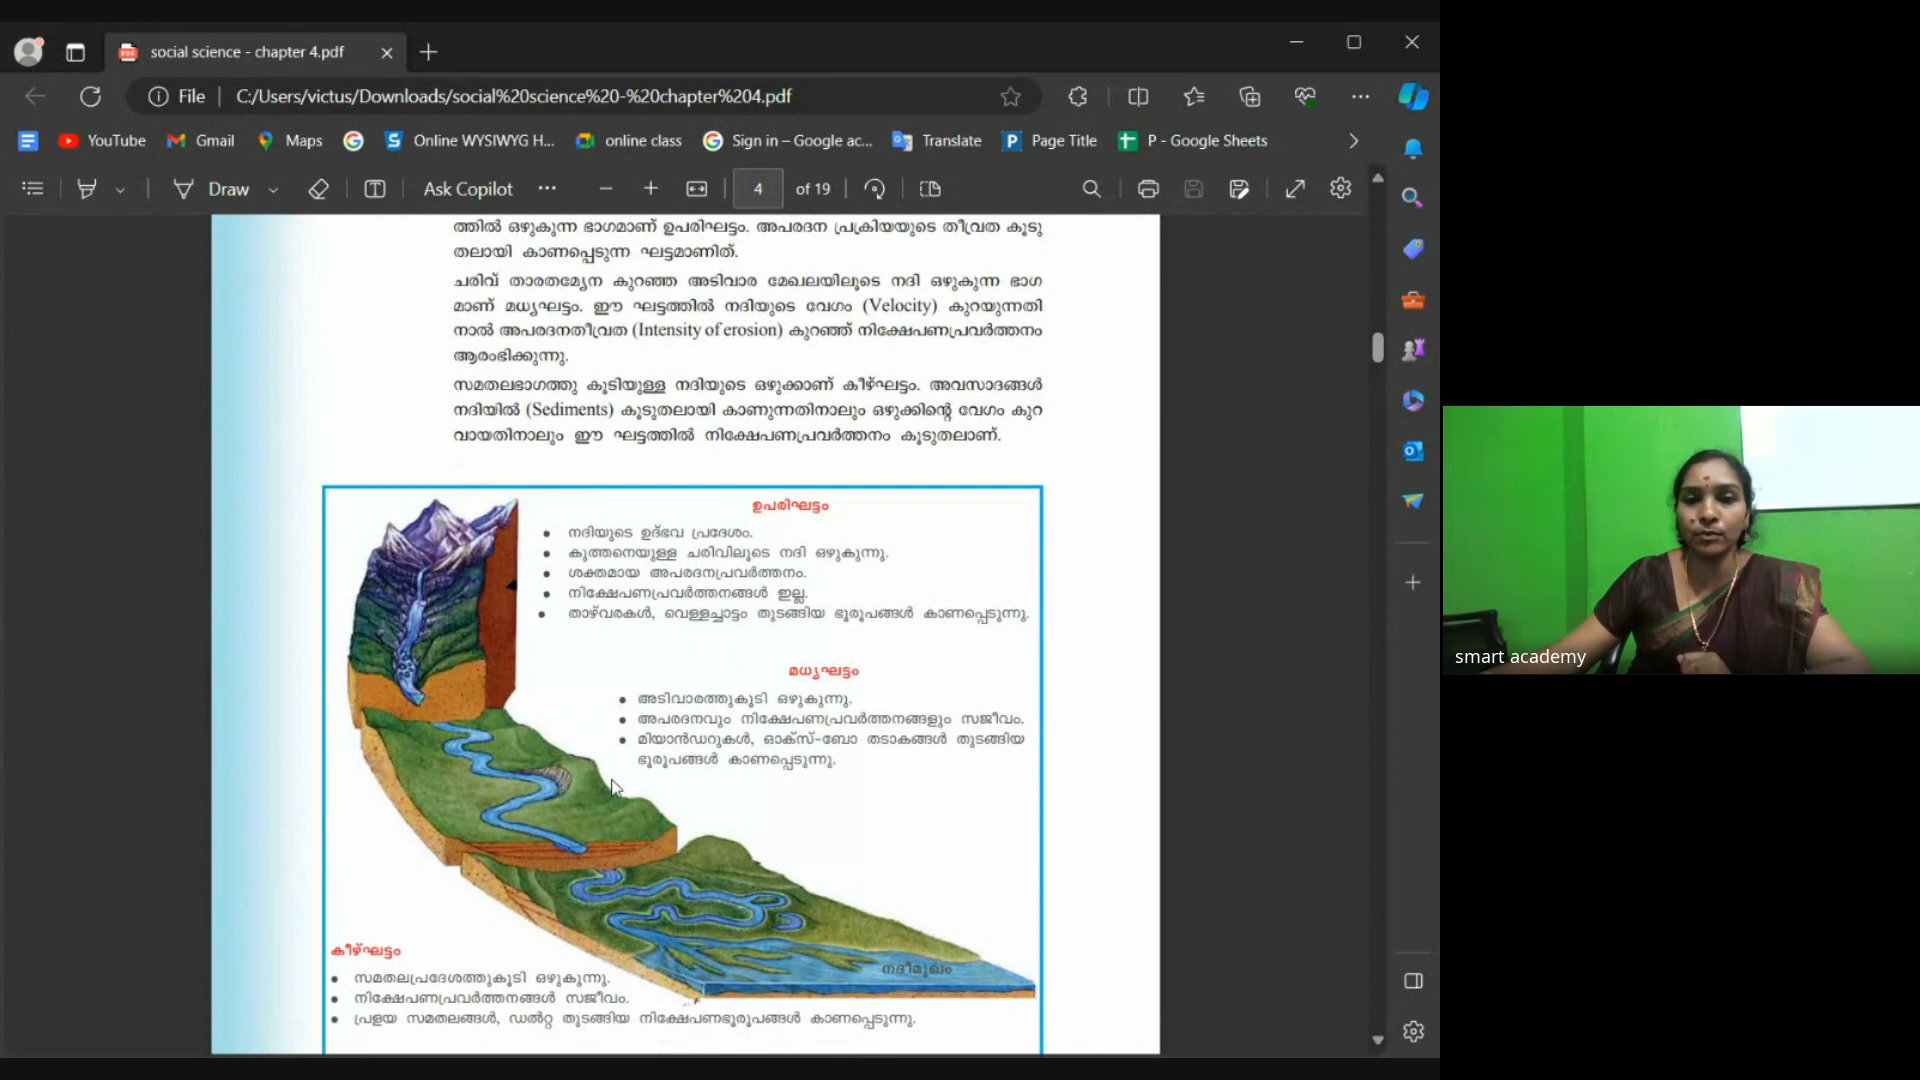 social science - chapter 4.pdf
File
C:/Users/victus/Downloads/social%20science%20-%20chapter%204.pdf
YouTube
Gmail
Maps
Online WYSIWYG H...
online class
Sign in – Google ac...
Translate
Page Title
P - Google Sheets
Draw
Ask Copilot
4
of 19
ത്തിൽ ഒഴുകുന്ന ഭാഗമാണ് ഉപരിഘട്ടം. അപരദന പ്രക്രിയയുടെ തീവ്രത കൂടു
തലായി കാണപ്പെടുന്ന ഘട്ടമാണിത്.
ചരിവ് താരതമ്യേന കുറഞ്ഞ അടിവാര മേഖലയിലൂടെ നദി ഒഴുകുന്ന ഭാഗ
മാണ് മധ്യഘട്ടം. ഈ ഘട്ടത്തിൽ നദിയുടെ വേഗം (Velocity) കുറയുന്നതി
നാൽ അപരദനതീവ്രത (Intensity of erosion) കുറഞ്ഞ് നിക്ഷേപണപ്രവർത്തനം
ആരംഭിക്കുന്നു.
സമതലഭാഗത്തു കൂടിയുള്ള നദിയുടെ ഒഴുക്കാണ് കീഴ്ഘട്ടം. അവസാദങ്ങൾ
നദിയിൽ (Sediments) കൂടുതലായി കാണുന്നതിനാലും ഒഴുക്കിന്റെ വേഗം കുറ
വായതിനാലും ഈ ഘട്ടത്തിൽ നിക്ഷേപണപ്രവർത്തനം കൂടുതലാണ്.
ഉപരിഘട്ടം
• നദിയുടെ ഉദ്ഭവ പ്രദേശം.
• കുത്തനെയുള്ള ചരിവിലൂടെ നദി ഒഴുകുന്നു.
• ശക്തമായ അപരദനപ്രവർത്തനം.
• നിക്ഷേപണപ്രവർത്തനങ്ങൾ ഇല്ല.
• താഴ്വരകൾ, വെള്ളച്ചാട്ടം തുടങ്ങിയ ഭൂരൂപങ്ങൾ കാണപ്പെടുന്നു.
മധ്യഘട്ടം
• അടിവാരത്തുകൂടി ഒഴുകുന്നു.
• അപരദനവും നിക്ഷേപണപ്രവർത്തനങ്ങളും സജീവം.
• മിയാൻഡറുകൾ, ഓക്സ്-ബോ തടാകങ്ങൾ തുടങ്ങിയ
ഭൂരൂപങ്ങൾ കാണപ്പെടുന്നു.
smart academy
കീഴ്ഘട്ടം
നദീമുഖം
• സമതലപ്രദേശത്തുകൂടി ഒഴുകുന്നു.
• നിക്ഷേപണപ്രവർത്തനങ്ങൾ സജീവം.
• പ്രളയ സമതലങ്ങൾ, ഡൽറ്റ തുടങ്ങിയ നിക്ഷേപണഭൂരൂപങ്ങൾ കാണപ്പെടുന്നു.